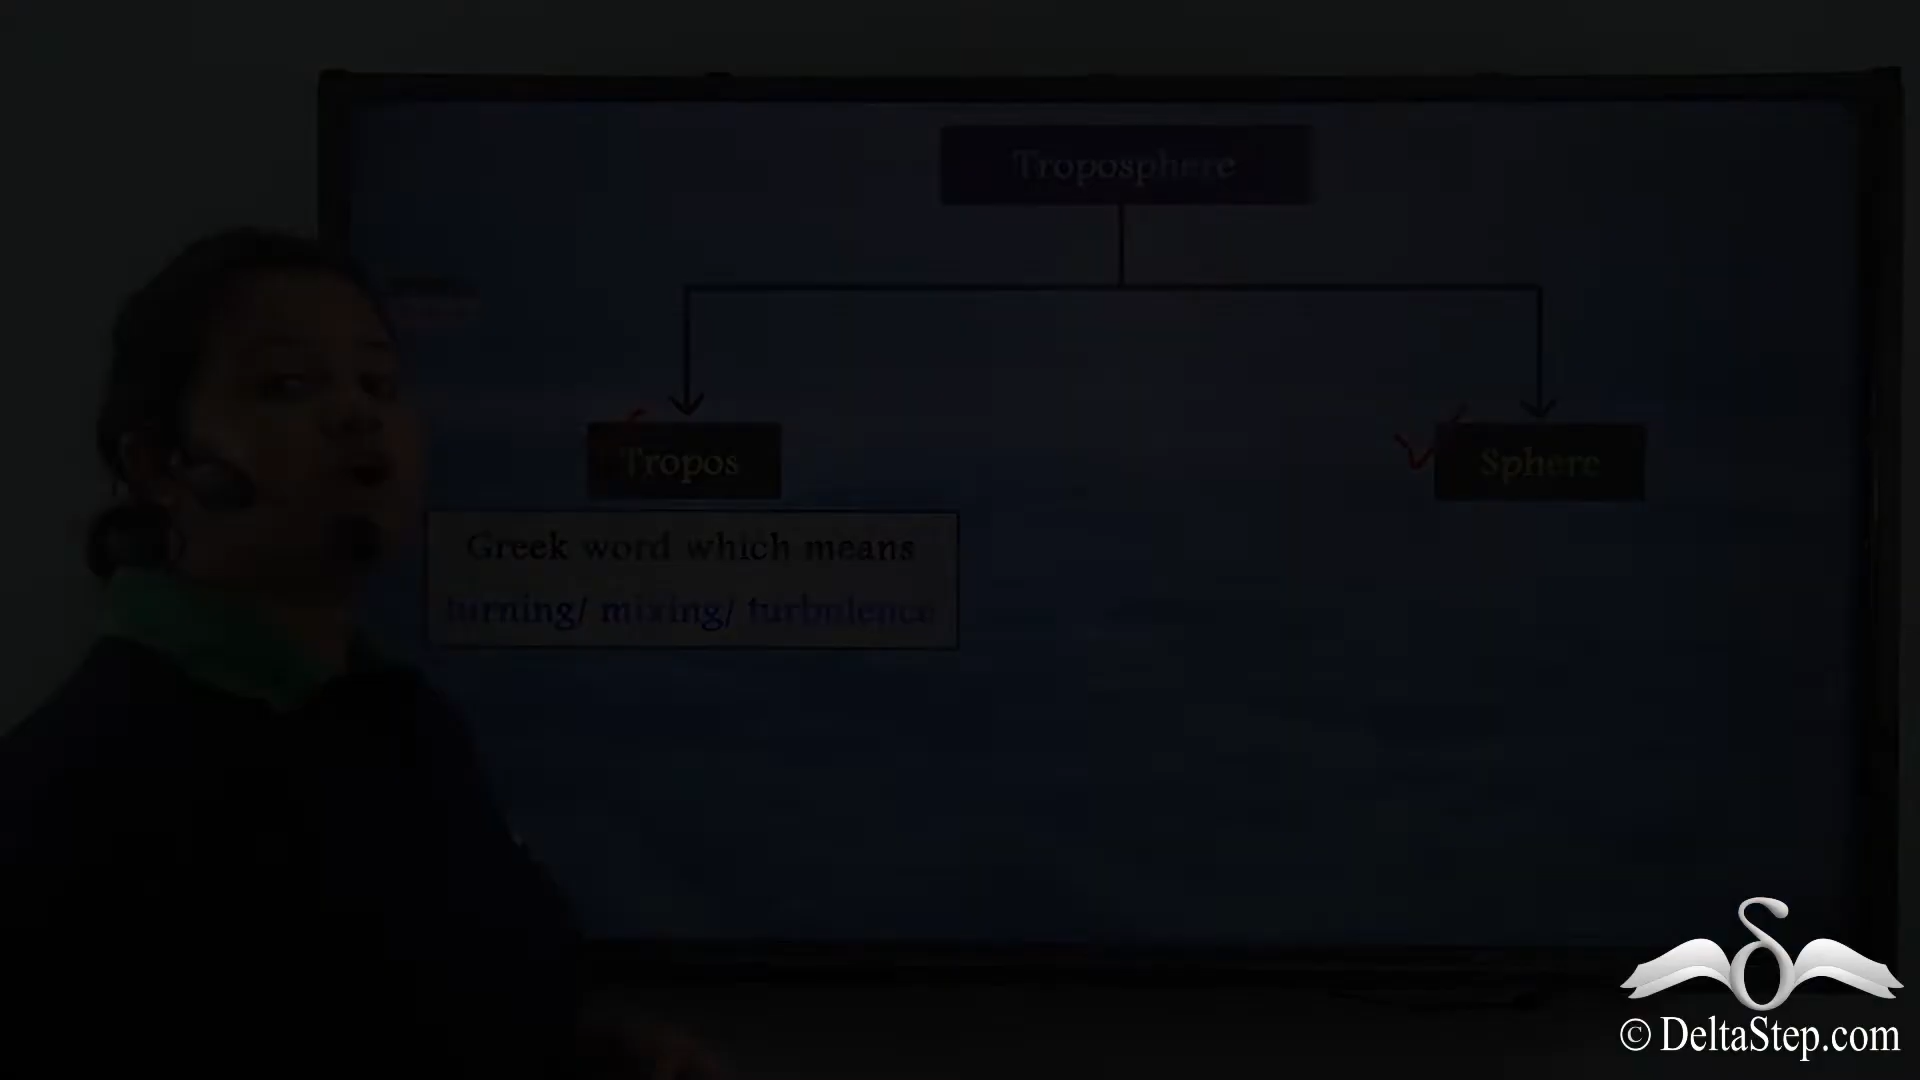 Troposphere
Tropos
Sphere
Greek word which means
turning/ mixing/ turbulence
© DeltaStep.com